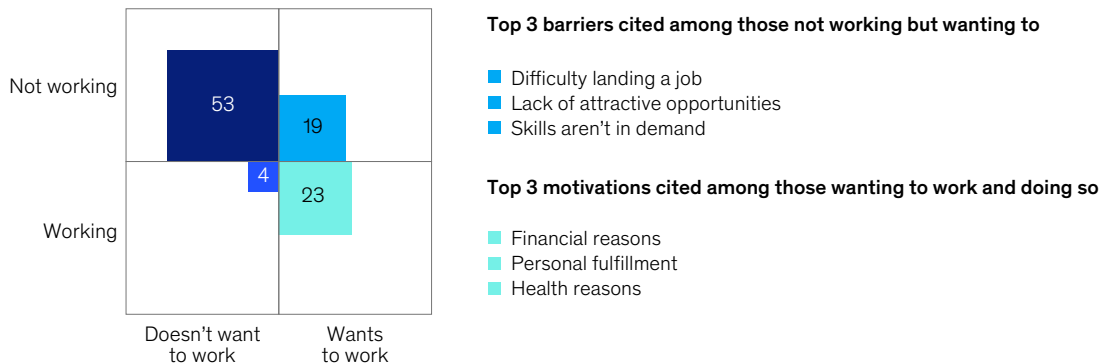 Not working
Working
53
19
4
23
Doesn't want
to work
Wants
to work
Top 3 barriers cited among those not working but wanting to
Difficulty landing a job
Lack of attractive opportunities
Skills aren't in demand
Top 3 motivations cited among those wanting to work and doing so
Financial reasons
Personal fulfillment
Health reasons